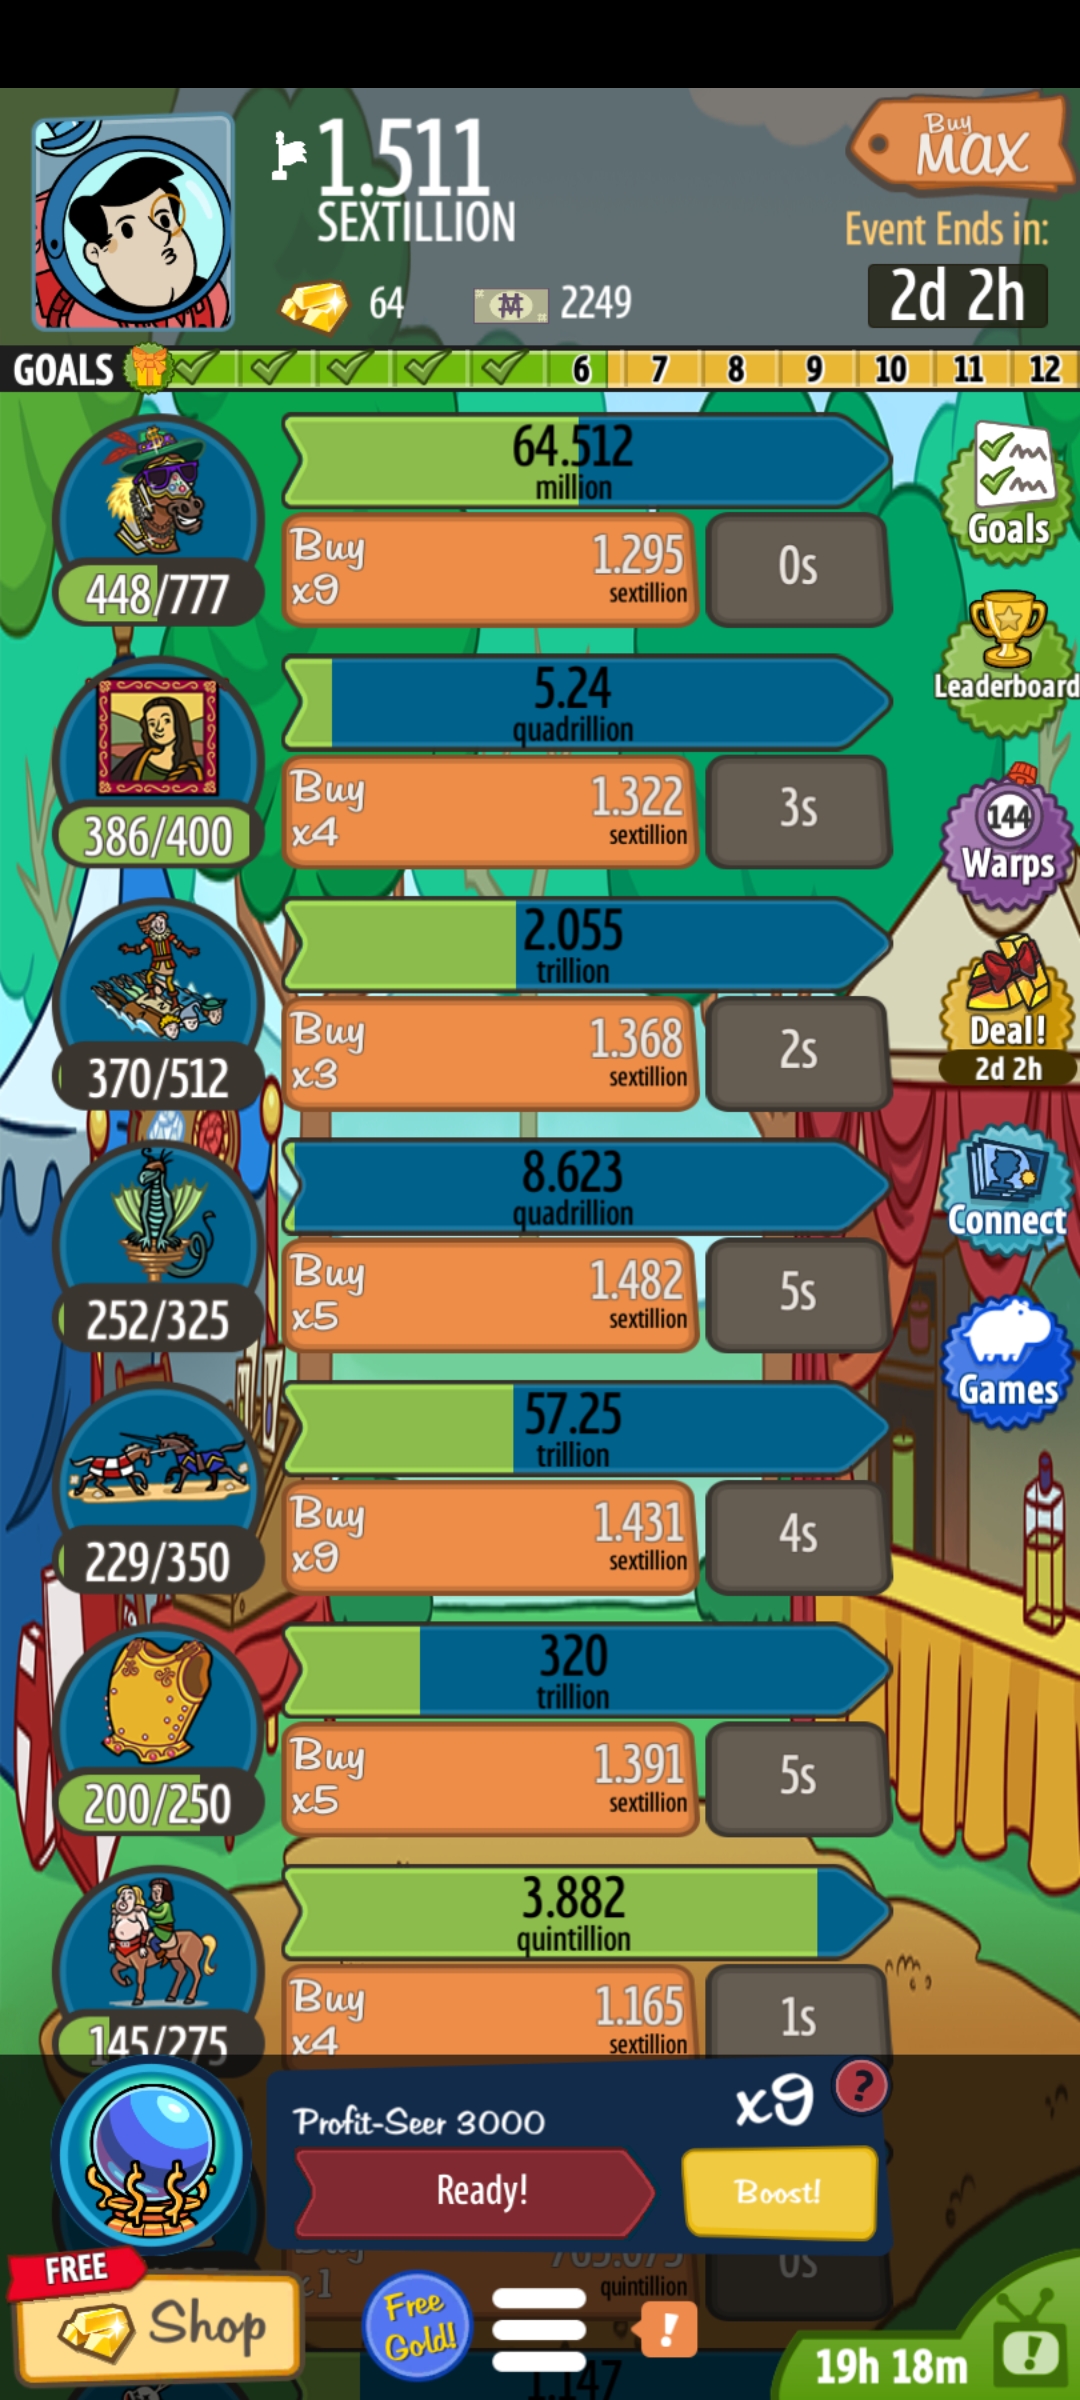 1.511
SEXTILLION
Buy
MAX
Event Ends in:
2d 2h
64
2249
GOALS
6
7
8
9
10
11
12
64.512
million
Buy
x9
1.295
sextillion
0s
448/777
Goals
5.24
quadrillion
Buy
x4
1.322
sextillion
3s
386/400
Leaderboard
144
Warps
2.055
trillion
Buy
x3
1.368
sextillion
2s
370/512
Deal!
2d 2h
8.623
quadrillion
Buy
x5
1.482
sextillion
5s
252/325
Connect
57.25
trillion
Buy
x9
1.431
sextillion
4s
229/350
Games
320
trillion
Buy
x5
1.391
sextillion
5s
200/250
3.882
quintillion
Buy
x4
1.165
sextillion
1s
145/275
Profit-Seer 3000
x9
?
Ready!
Boost!
x1
quintillion
0s
FREE
Shop
Free
Gold!
!
1.147
19h 18m
!